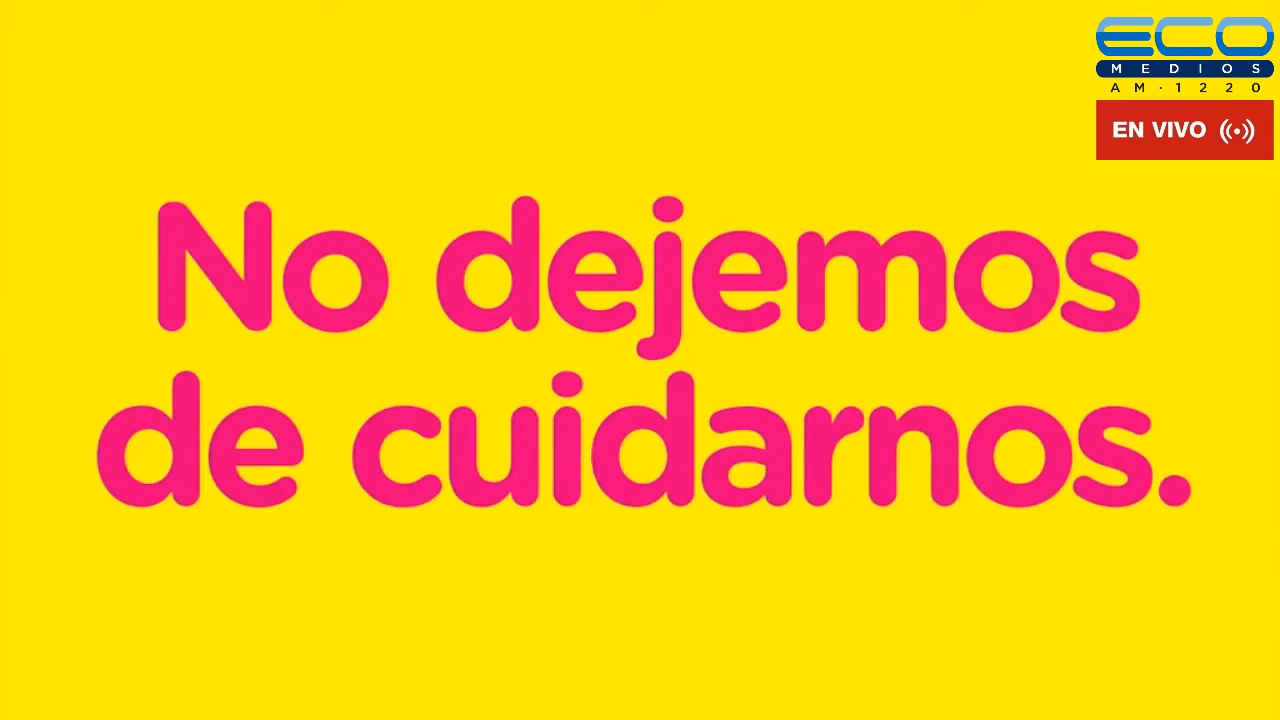 ECO
MEDIOS
AM·1220
EN VIVO
No dejemos
de cuidarnos.